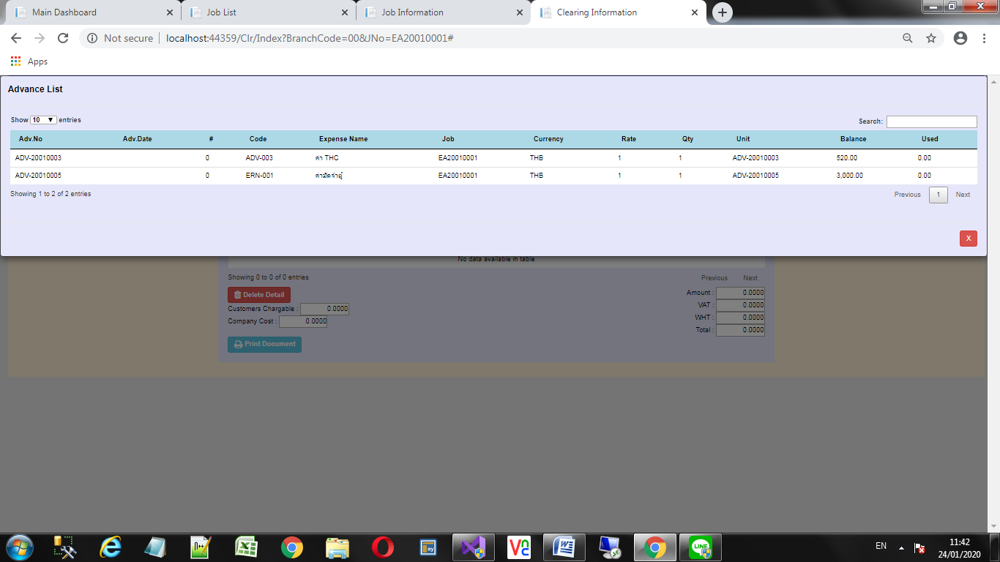 Main Dashboard Job List Job Information Clearing Information
Not secure localhost:44359/Clr/Index?BranchCode=00&JNo=EA20010001#
Apps
Advance List
Show 10 entries
Search:
Adv.No Adv.Date # Code Expense Name Job Currency Rate Qty Unit Balance Used
ADV-20010003 0 ADV-003 ค่า THC EA20010001 THB 1 1 ADV-20010003 520.00 0.00
ADV-20010005 0 ERN-001 ค่ามัดจำตู้ EA20010001 THB 1 1 ADV-20010005 3,000.00 0.00
Showing 1 to 2 of 2 entries
Previous 1 Next
X
No data available in table
Showing 0 to 0 of 0 entries
Previous Next
Delete Detail
Amount : 0.0000
Customers Chargable : 0.0000
VAT : 0.0000
Company Cost : 0.0000
WHT : 0.0000
Total : 0.0000
Print Document
EN
11:42
24/01/2020